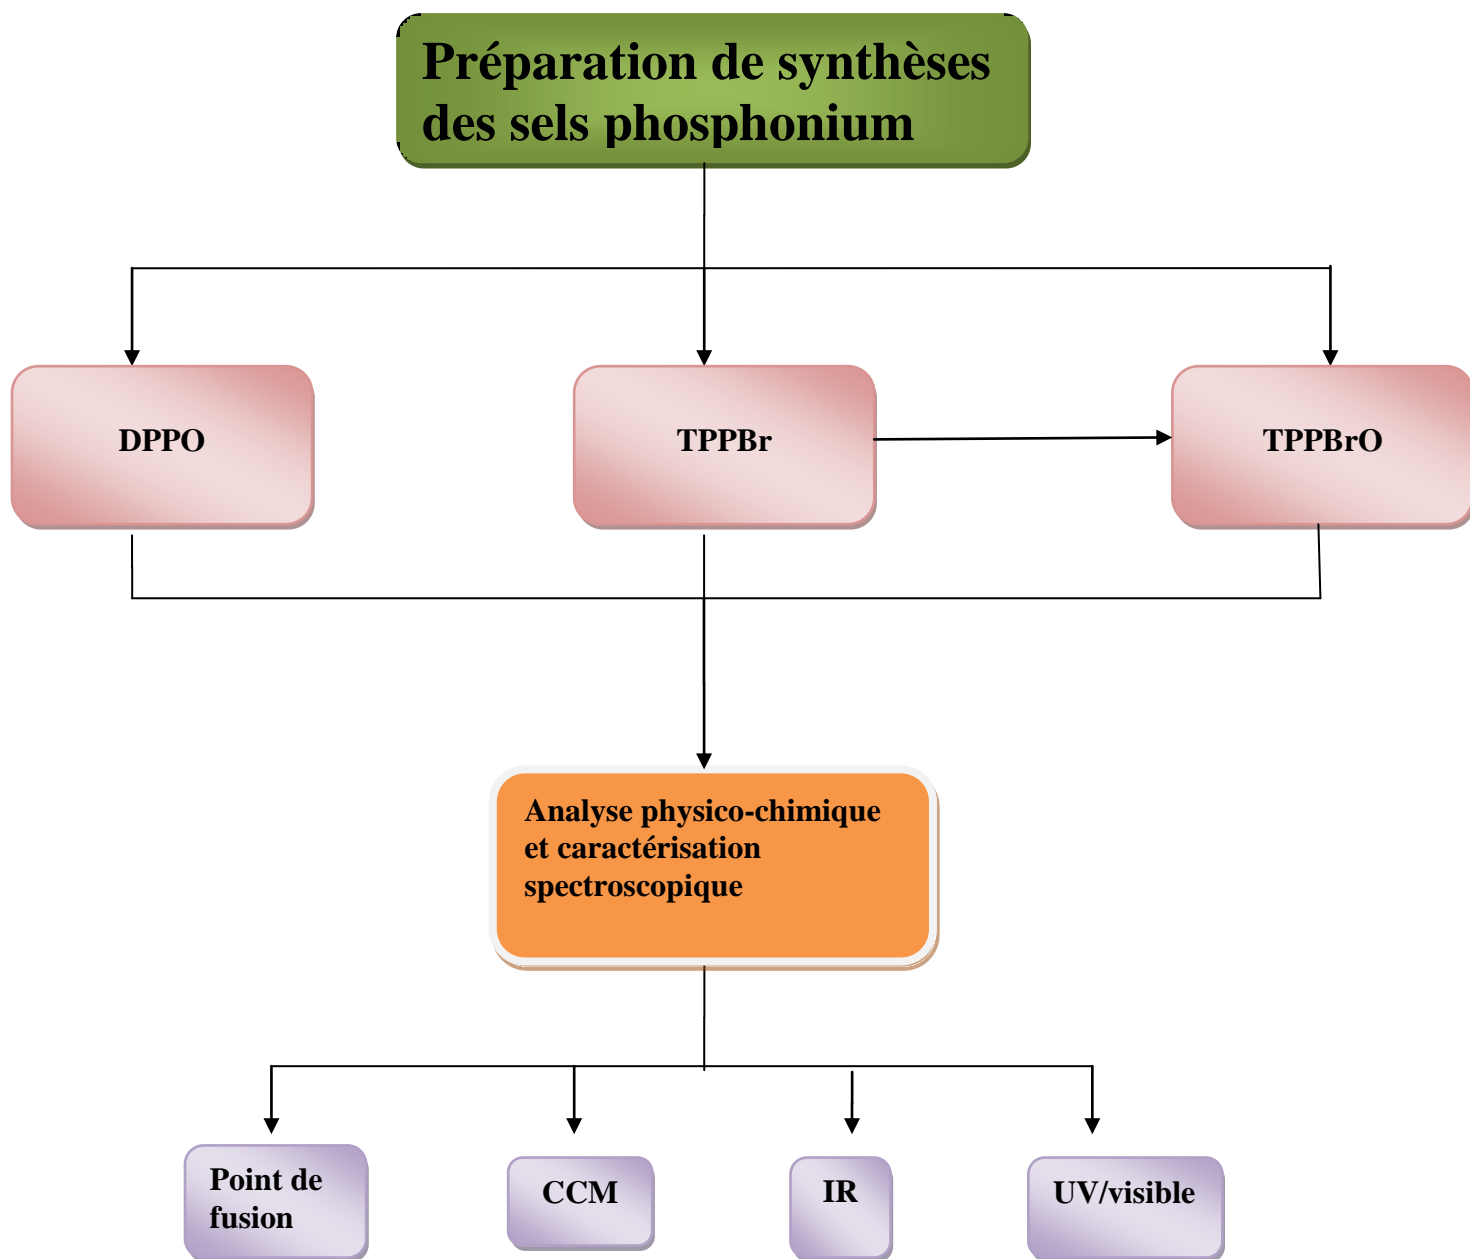 Préparation de synthèses
des sels phosphonium
DPPO
TPPBr
TPPBrO
Analyse physico-chimique
et caractérisation
spectroscopique
Point de
fusion
CCM
IR
UV/visible